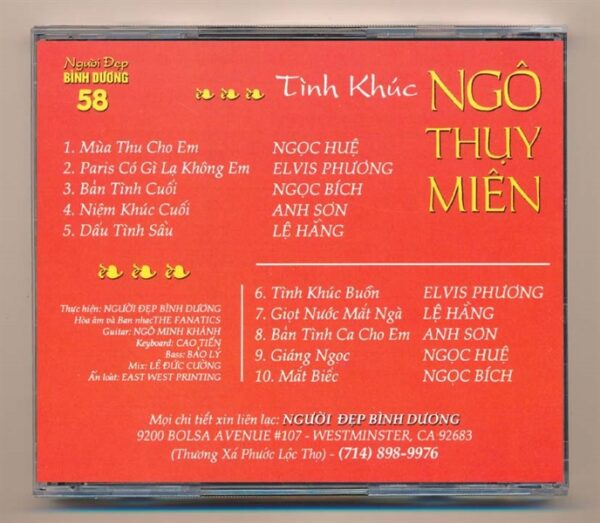 Người Đẹp
BÌNH DƯƠNG
58
Tình Khúc NGÔ
THỤY
MIÊN
1. Mùa Thu Cho Em NGỌC HUỆ
2. Paris Có Gì Lạ Không Em ELVIS PHƯƠNG
3. Bản Tình Cuối NGỌC BÍCH
4. Niệm Khúc Cuối ANH SƠN
5. Dấu Tình Sầu LỆ HẰNG
6. Tình Khúc Buồn ELVIS PHƯƠNG
7. Giọt Nước Mắt Ngà LỆ HẰNG
8. Bản Tình Ca Cho Em ANH SƠN
9. Giáng Ngọc NGỌC HUỆ
10. Mắt Biếc NGỌC BÍCH
Thực hiện: NGƯỜI ĐẸP BÌNH DƯƠNG
Hòa âm và Ban nhạcTHE FANATICS
Guitar: NGÔ MINH KHÁNH
Keyboard: CAO TIẾN
Bass: BẢO LÝ
Mix: LÊ ĐỨC CƯỜNG
Ấn loát: EAST WEST PRINTING
Mọi chi tiết xin liên lạc: NGƯỜI ĐẸP BÌNH DƯƠNG
9200 BOLSA AVENUE #107 - WESTMINSTER, CA 92683
(Thương Xá Phước Lộc Thọ) - (714) 898-9976